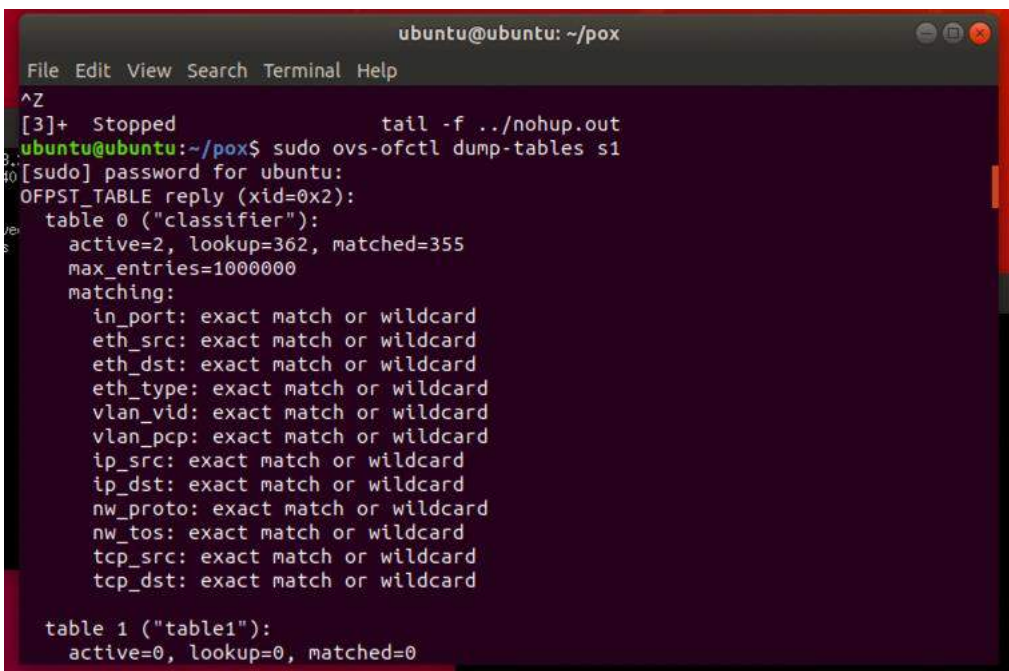 ubuntu@ubuntu: ~/pox
File Edit View Search Terminal Help
^Z
[3]+  Stopped                 tail -f ../nohup.out
ubuntu@ubuntu:~/pox$ sudo ovs-ofctl dump-tables s1
[sudo] password for ubuntu:
OFPST_TABLE reply (xid=0x2):
  table 0 ("classifier"):
    active=2, lookup=362, matched=355
    max_entries=1000000
    matching:
      in_port: exact match or wildcard
      eth_src: exact match or wildcard
      eth_dst: exact match or wildcard
      eth_type: exact match or wildcard
      vlan_vid: exact match or wildcard
      vlan_pcp: exact match or wildcard
      ip_src: exact match or wildcard
      ip_dst: exact match or wildcard
      nw_proto: exact match or wildcard
      nw_tos: exact match or wildcard
      tcp_src: exact match or wildcard
      tcp_dst: exact match or wildcard
  table 1 ("table1"):
    active=0, lookup=0, matched=0